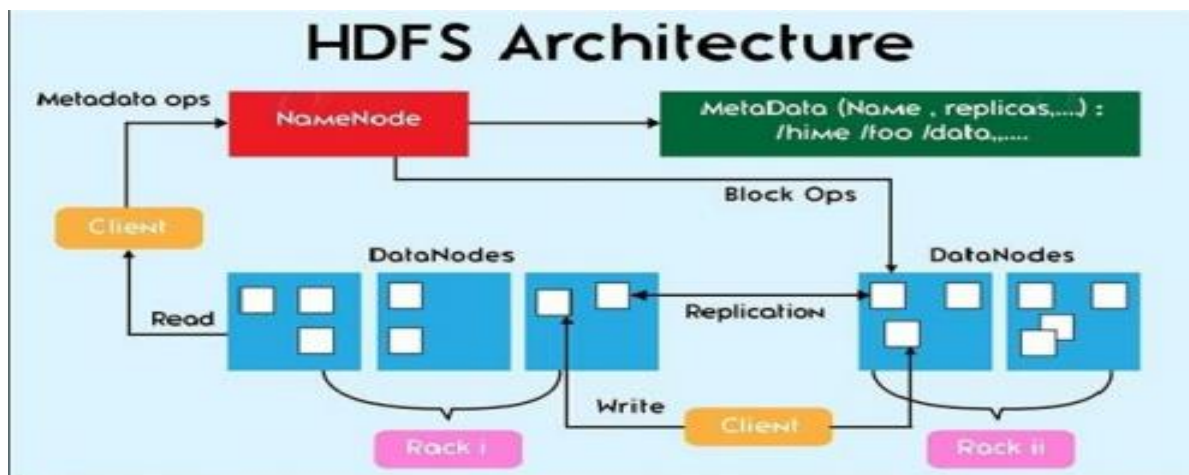 HDFS Architecture
Metadata ops
NameNode
MetaData (Name , replicas,....) :
/hime /foo /data,,....
Block Ops
Client
DataNodes
DataNodes
Read
Replication
Write
Client
Rack i
Rack ii